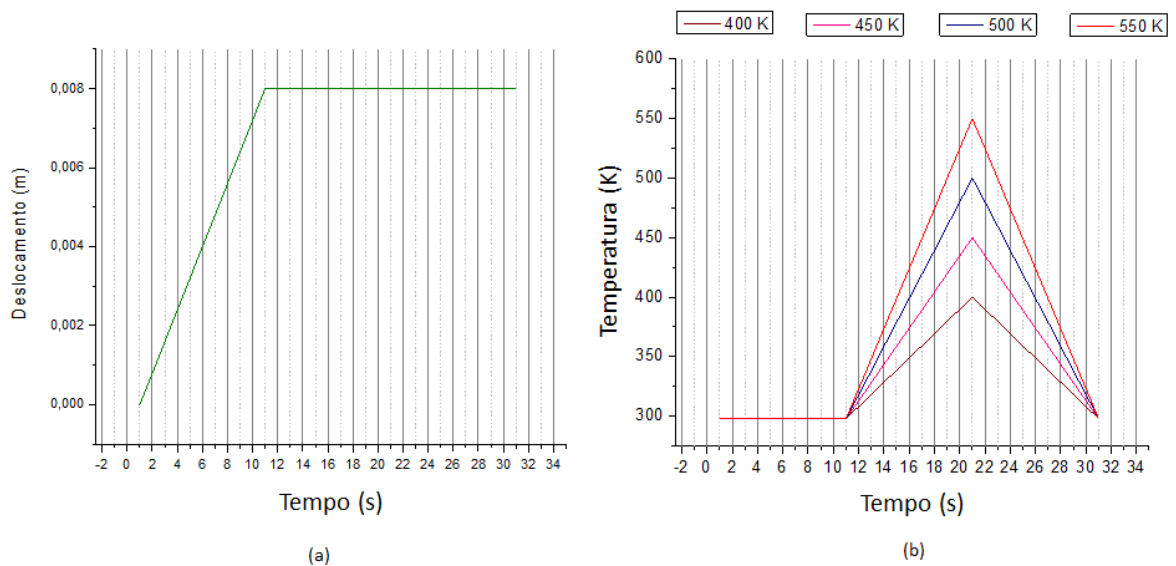 400 K 450 K 500 K 550 K
0,008
0,006
0,004
0,002
0,000
Deslocamento (m)
-2 0 2 4 6 8 10 12 14 16 18 20 22 24 26 28 30 32 34
Tempo (s)
(a)
600
550
500
450
400
350
300
Temperatura (K)
-2 0 2 4 6 8 10 12 14 16 18 20 22 24 26 28 30 32 34
Tempo (s)
(b)